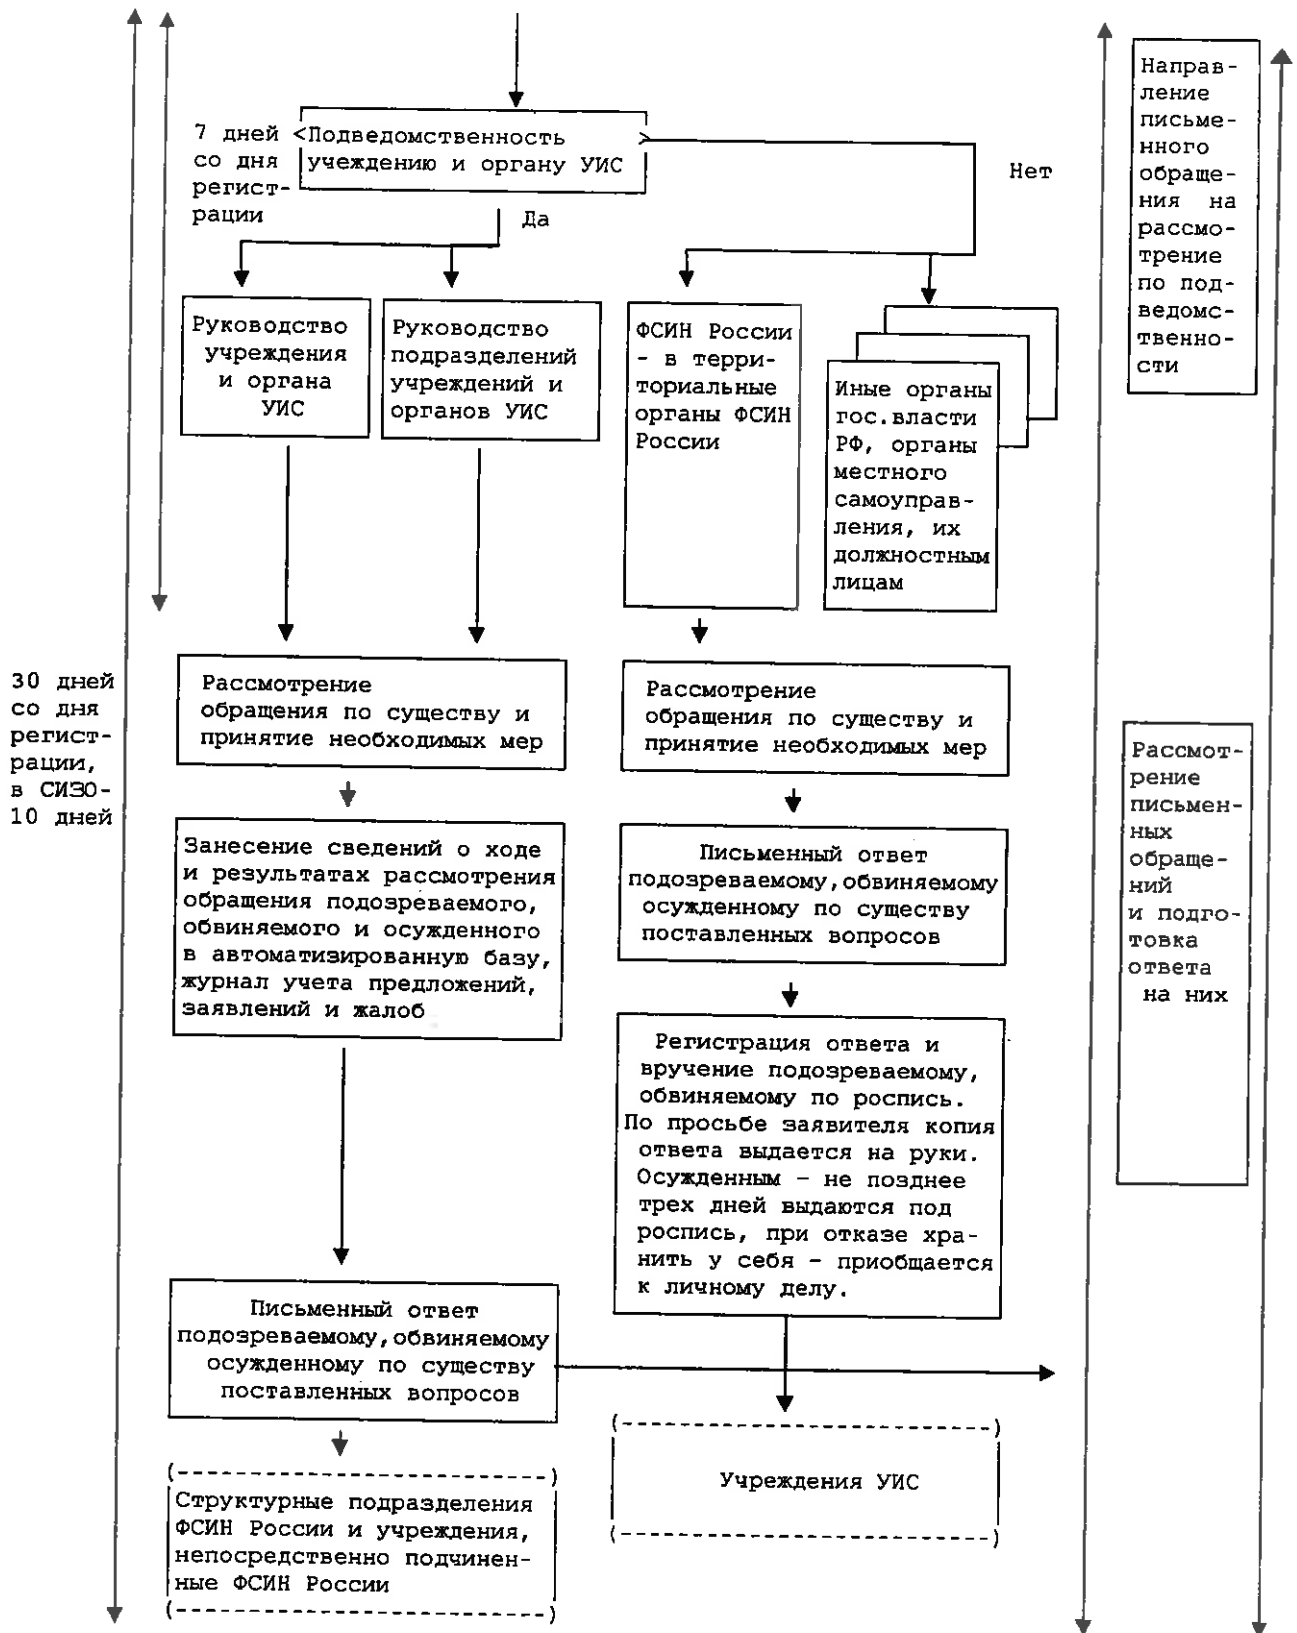 7 дней
со дня
регист-
рации
<Подведомственность >
учеждению и органу УИС
Нет
Да
Руководство
учреждения
и органа
УИС
Руководство
подразделений
учреждений и
органов УИС
ФСИН России
- в терри-
ториальные
органы ФСИН
России
Иные органы
гос.власти
РФ, органы
местного
самоуправ-
ления, их
должностным
лицам
Направ-
ление
письме-
нного
обраще-
ния на
рассмо-
трение
по под-
ведомс-
твенно-
сти
30 дней
со дня
регист-
рации,
в СИЗО-
10 дней
Рассмотрение
обращения по существу и
принятие необходимых мер
Рассмотрение
обращения по существу и
принятие необходимых мер
Рассмот-
рение
письмен-
ных
обраще-
ний
и подго-
товка
ответа
на них
Занесение сведений о ходе
и результатах рассмотрения
обращения подозреваемого,
обвиняемого и осужденного
в автоматизированную базу,
журнал учета предложений,
заявлений и жалоб
Письменный ответ
подозреваемому,обвиняемому
осужденному по существу
поставленных вопросов
Регистрация ответа и
вручение подозреваемому,
обвиняемому по роспись.
По просьбе заявителя копия
ответа выдается на руки.
Осужденным - не позднее
трех дней выдаются под
роспись, при отказе хра-
нить у себя - приобщается
к личному делу.
Письменный ответ
подозреваемому,обвиняемому
осужденному по существу
поставленных вопросов
Учреждения УИС
Структурные подразделения
ФСИН России и учреждения,
непосредственно подчинен-
ные ФСИН России